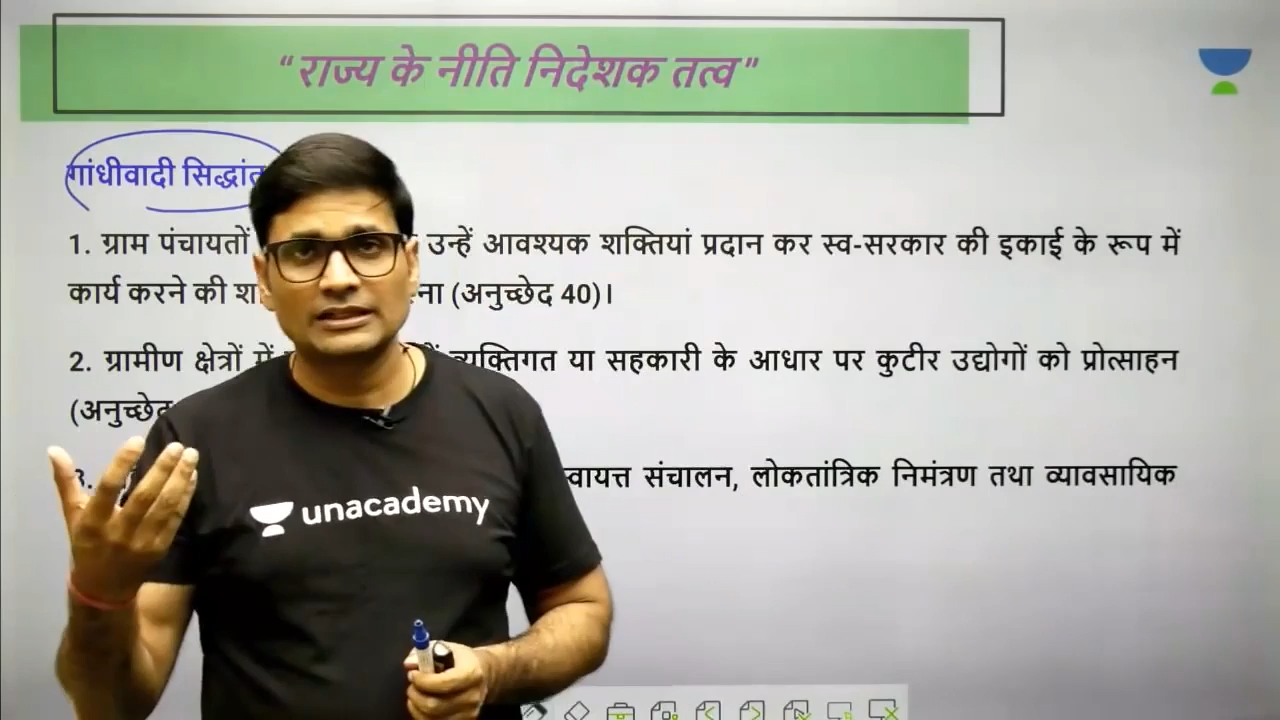 “राज्य के नीति निदेशक तत्व”
गांधीवादी सिद्धांत
1. ग्राम पंचायतों उन्हें आवश्यक शक्तियां प्रदान कर स्व-सरकार की इकाई के रूप में
कार्य करने की (अनुच्छेद 40)।
2. ग्रामीण क्षेत्रों में व्यक्तिगत या सहकारी के आधार पर कुटीर उद्योगों को प्रोत्साहन
(अनुच्छेद
3. स्वायत्त संचालन, लोकतांत्रिक निमंत्रण तथा व्यावसायिक
unacademy